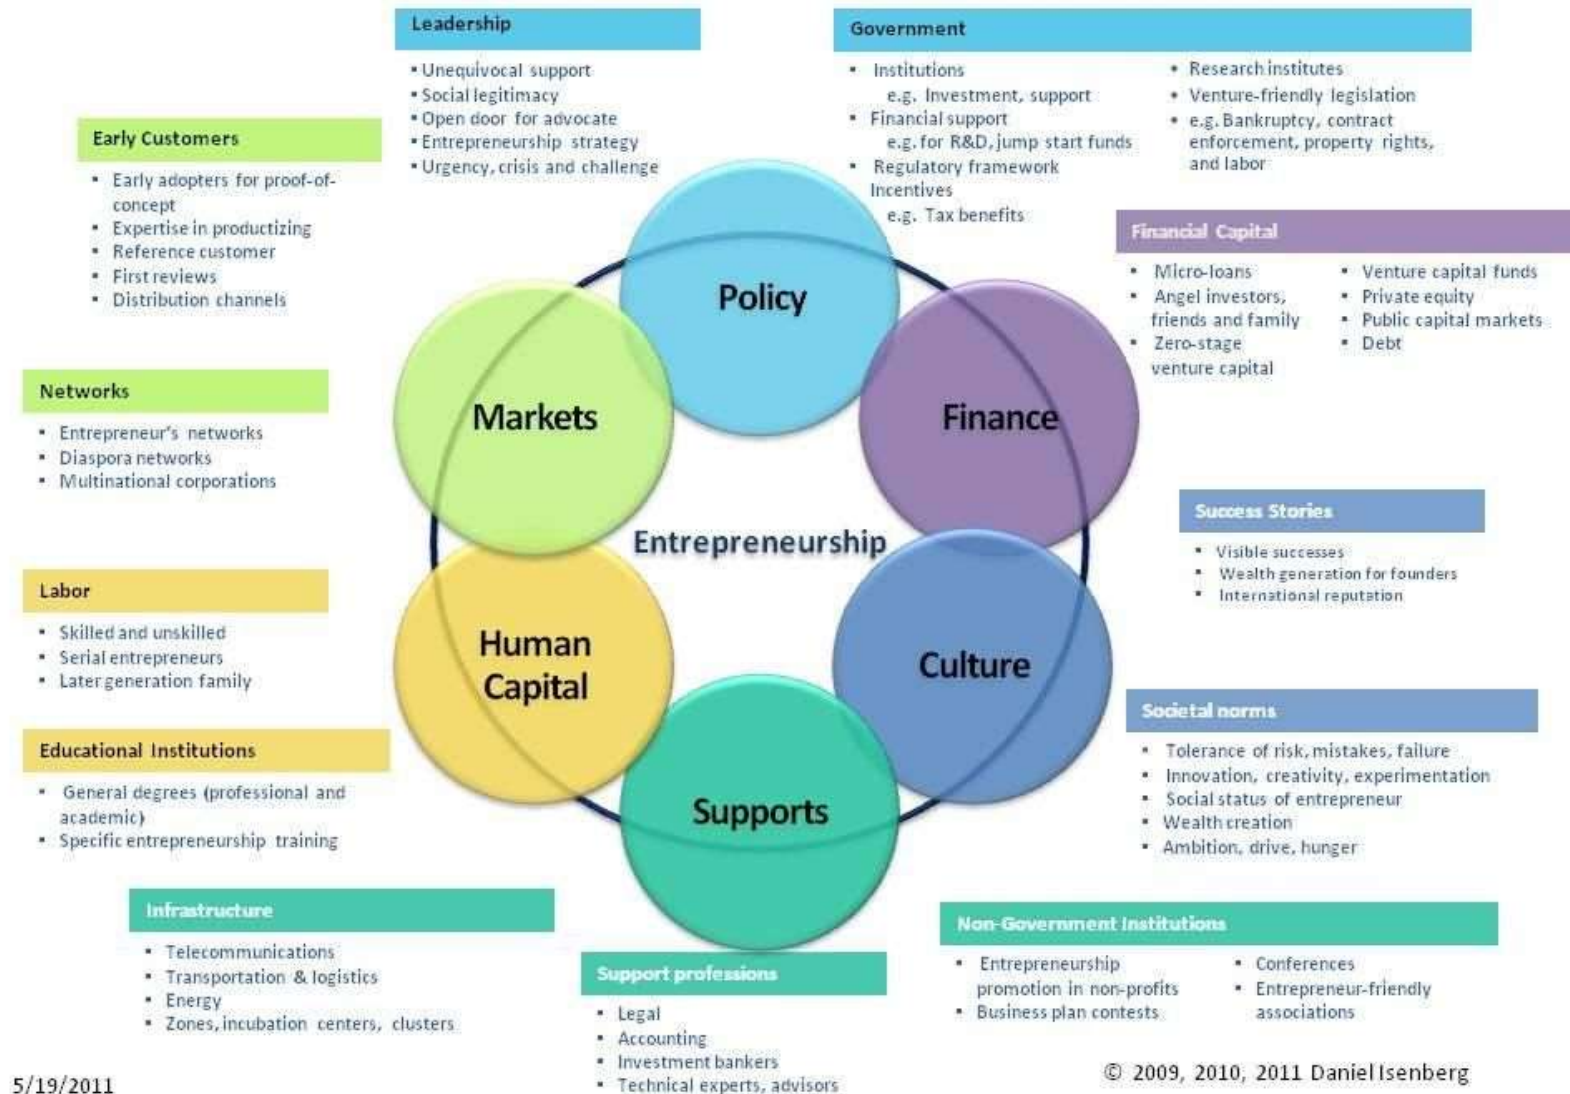 Leadership
▪ Unequivocal support
▪ Social legitimacy
▪ Open door for advocate
▪ Entrepreneurship strategy
▪ Urgency, crisis and challenge
Government
▪ Institutions
e.g. Investment, support
▪ Financial support
e.g. for R&D, jump start funds
▪ Regulatory framework
Incentives
e.g. Tax benefits
• Research institutes
• Venture-friendly legislation
• e.g. Bankruptcy, contract
enforcement, property rights,
and labor
Early Customers
▪ Early adopters for proof-of-
concept
▪ Expertise in productizing
▪ Reference customer
▪ First reviews
▪ Distribution channels
Financial Capital
▪ Micro-loans
▪ Angel investors,
friends and family
▪ Zero-stage
venture capital
▪ Venture capital funds
▪ Private equity
▪ Public capital markets
▪ Debt
Networks
▪ Entrepreneur's networks
▪ Diaspora networks
▪ Multinational corporations
Policy
Markets
Finance
Entrepreneurship
Human
Capital
Culture
Supports
Success Stories
▪ Visible successes
▪ Wealth generation for founders
▪ International reputation
Labor
▪ Skilled and unskilled
▪ Serial entrepreneurs
▪ Later generation family
Societal norms
▪ Tolerance of risk, mistakes, failure
▪ Innovation, creativity, experimentation
▪ Social status of entrepreneur
▪ Wealth creation
▪ Ambition, drive, hunger
Educational Institutions
▪ General degrees (professional and
academic)
▪ Specific entrepreneurship training
Infrastructure
▪ Telecommunications
▪ Transportation & logistics
▪ Energy
▪ Zones, incubation centers, clusters
Support professions
▪ Legal
▪ Accounting
▪ Investment bankers
▪ Technical experts, advisors
Non-Government Institutions
▪ Entrepreneurship
promotion in non-profits
▪ Business plan contests
▪ Conferences
▪ Entrepreneur-friendly
associations
5/19/2011
© 2009, 2010, 2011 Daniel Isenberg